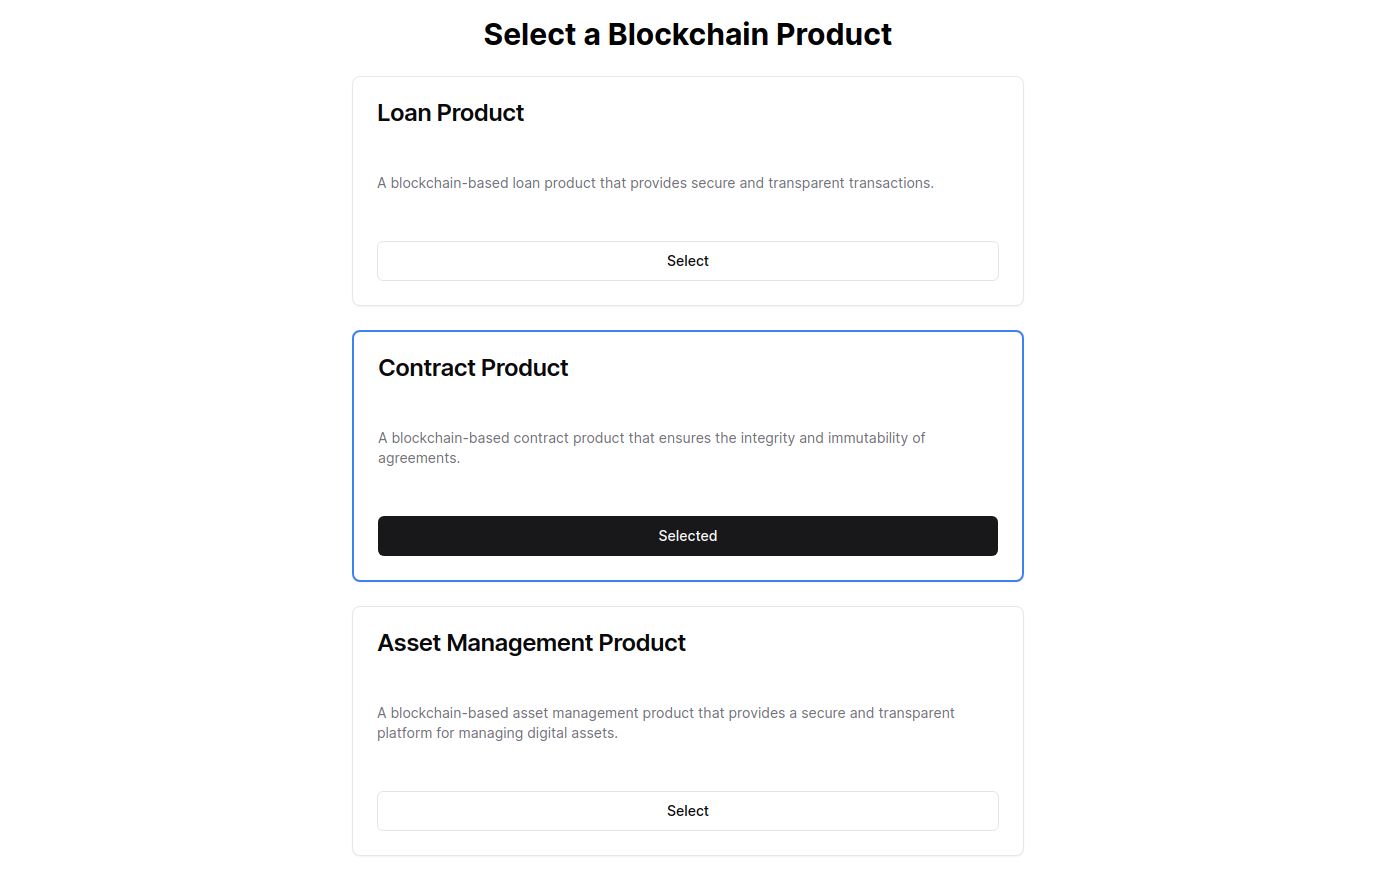 Select a Blockchain Product
Loan Product
A blockchain-based loan product that provides secure and transparent transactions.
Select
Contract Product
A blockchain-based contract product that ensures the integrity and immutability of
agreements.
Selected
Asset Management Product
A blockchain-based asset management product that provides a secure and transparent
platform for managing digital assets.
Select